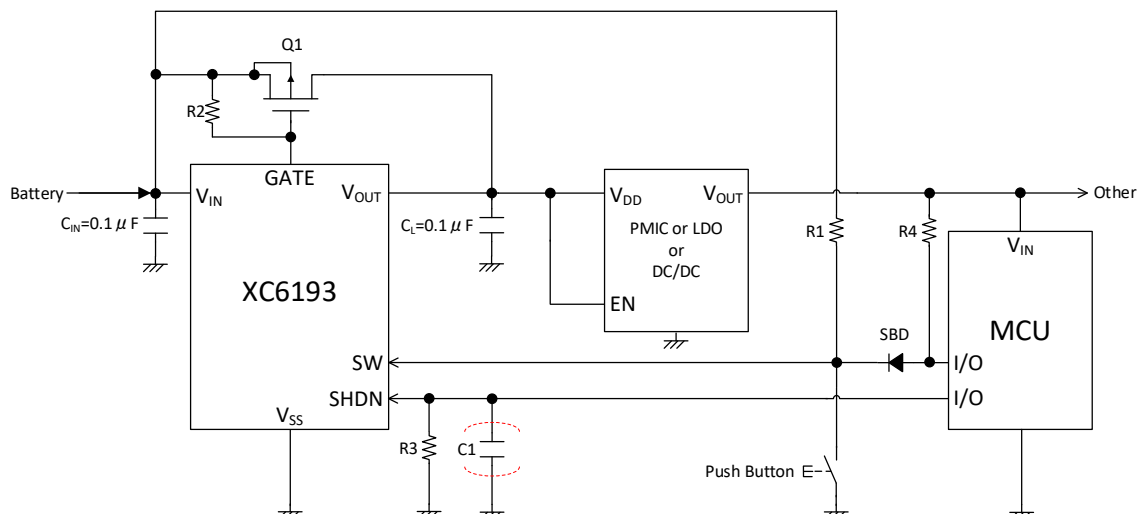 Q1
R2
Battery
V_IN
GATE
V_OUT
C_IN=0.1μF
C_L=0.1μF
XC6193
SW
SHDN
V_SS
V_DD
V_OUT
PMIC or LDO
or
DC/DC
EN
R1
R4
Other
V_IN
MCU
SBD
I/O
I/O
R3
C1
Push Button